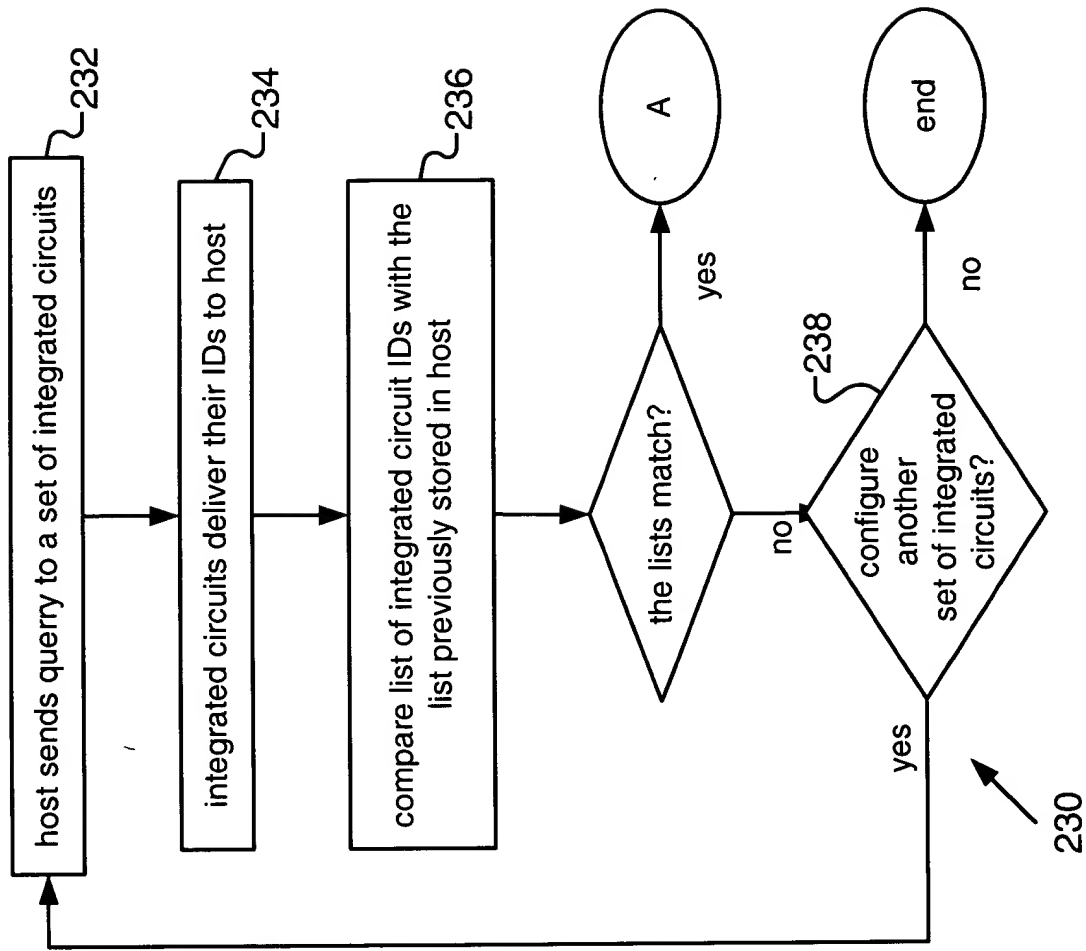 host sends querry to a set of integrated circuits
232
integrated circuits deliver their IDs to host
234
compare list of integrated circuit IDs with the
list previously stored in host
236
the lists match?
yes
A
no
configure
another
set of integrated
circuits?
238
no
end
yes
230